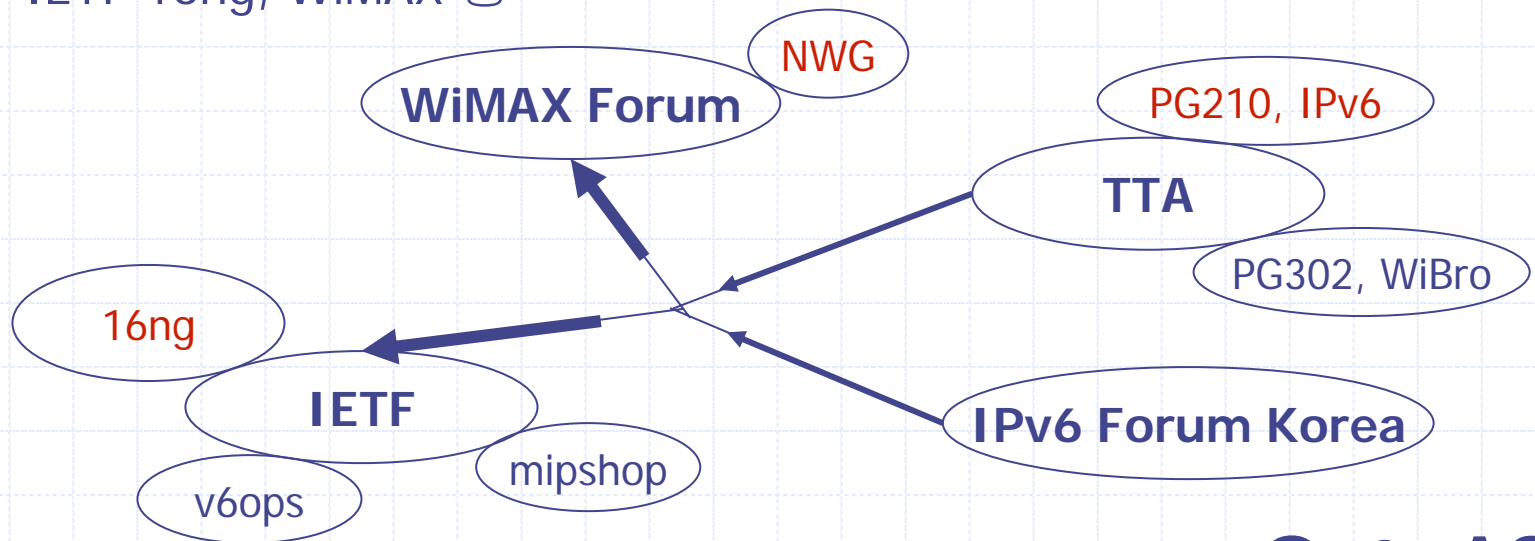 NWG
WiMAX Forum
PG210, IPv6
TTA
PG302, WiBro
16ng
IETF
IPv6 Forum Korea
mipshop
v6ops